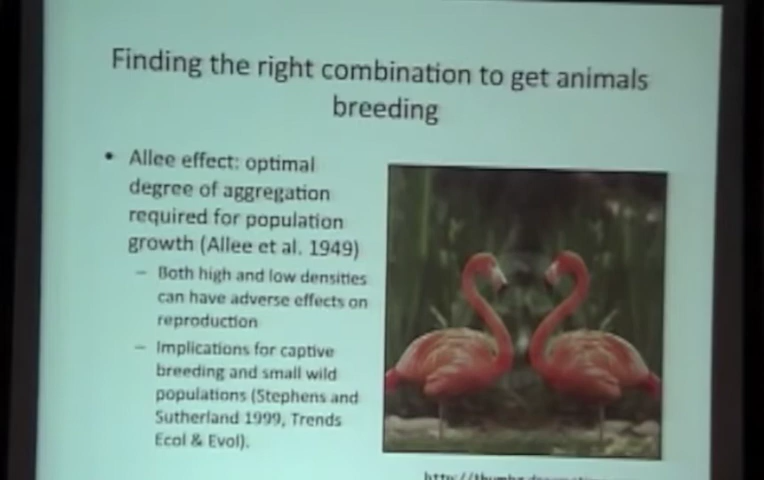 Finding the right combination to get animals
breeding
• Allee effect: optimal
degree of aggregation
required for population
growth (Allee et al. 1949)
– Both high and low densities
can have adverse effects on
reproduction
– Implications for captive
breeding and small wild
populations (Stephens and
Sutherland 1999, Trends
Ecol & Evol).